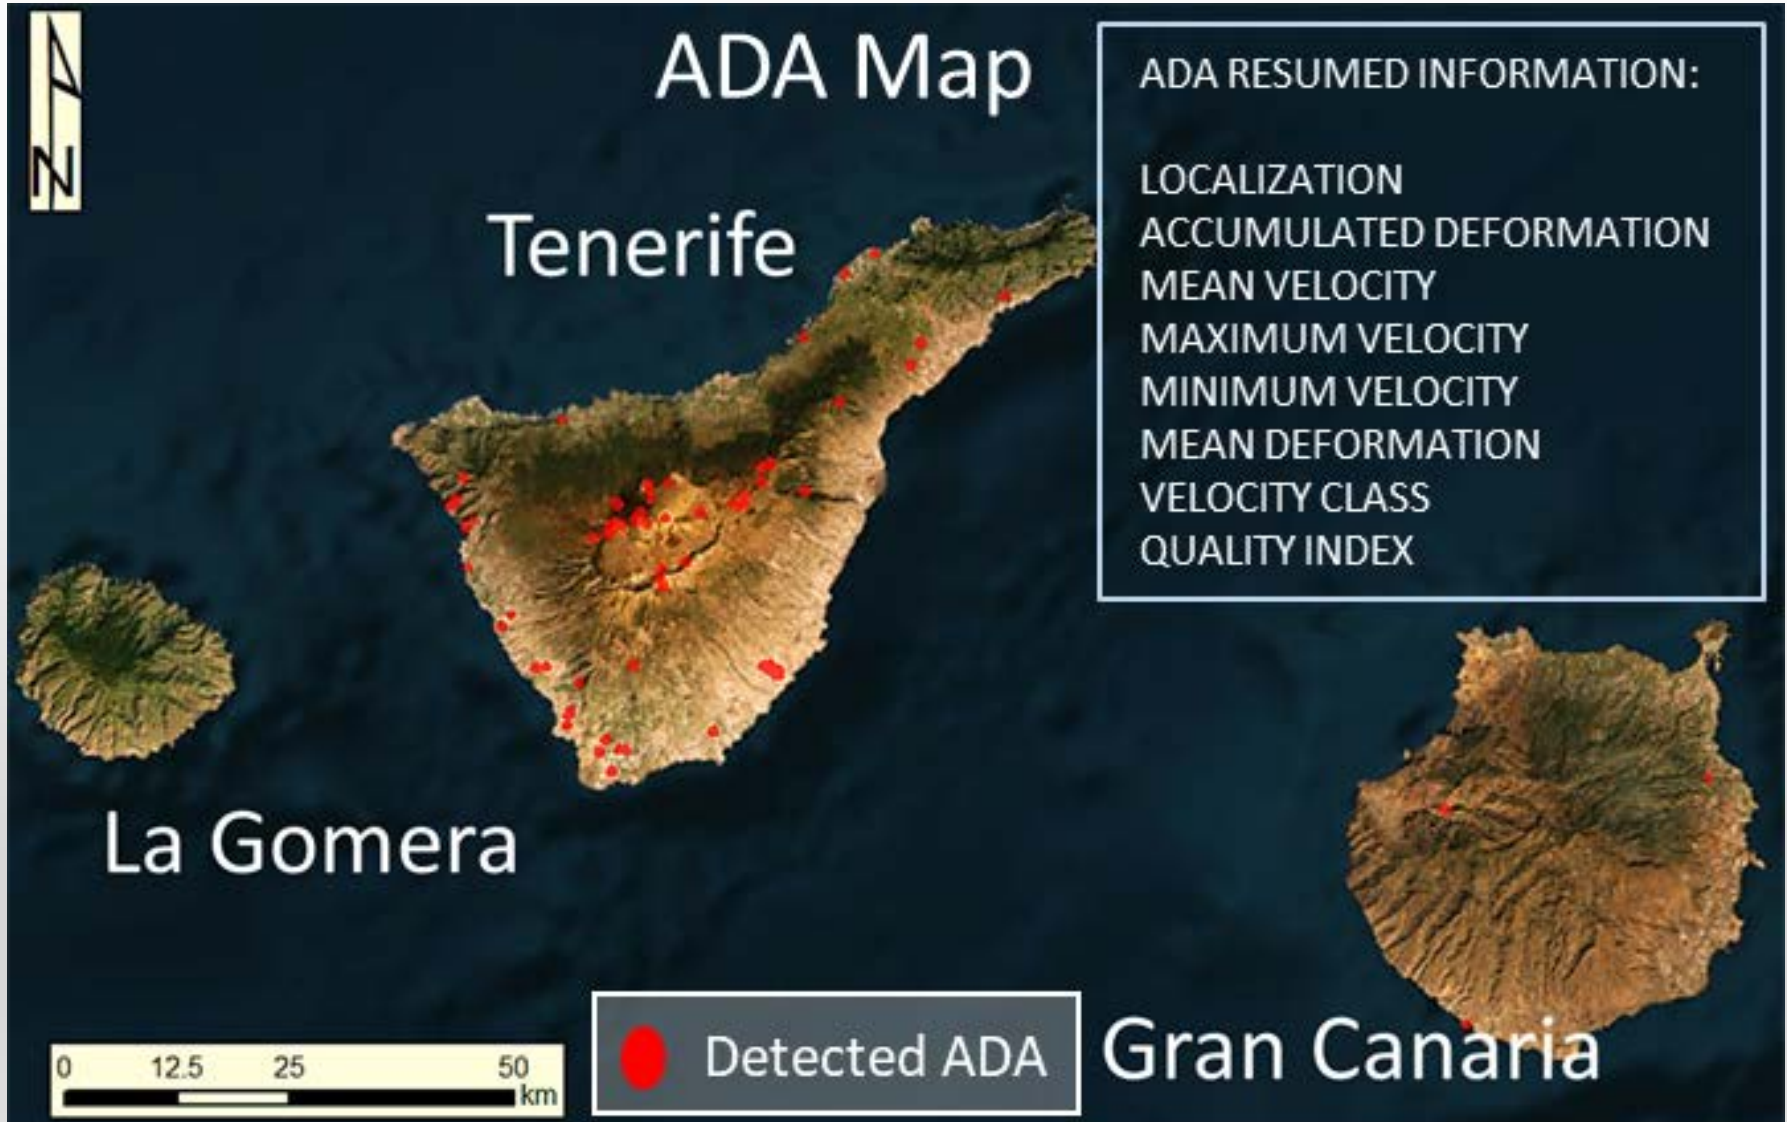 N
ADA Map
Tenerife
ADA RESUMED INFORMATION:
LOCALIZATION
ACCUMULATED DEFORMATION
MEAN VELOCITY
MAXIMUM VELOCITY
MINIMUM VELOCITY
MEAN DEFORMATION
VELOCITY CLASS
QUALITY INDEX
La Gomera
Gran Canaria
Detected ADA
0 12.5 25 50
km